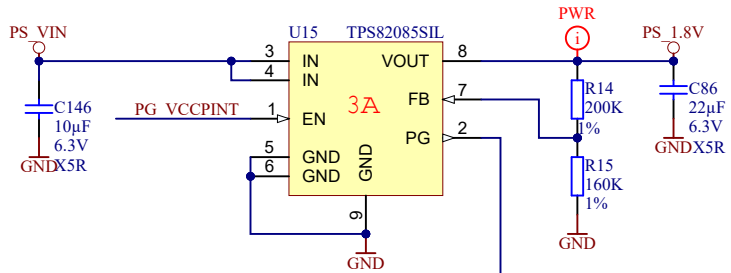 PWR
i
PS_VIN
U15 TPS82085SIL
PS_1.8V
3 IN VOUT 8
4 IN
C146
10µF
6.3V
X5R
GND
PG_VCCPINT
1 EN
3A
FB 7
PG 2
5 GND
6 GND
GND
9
GND
R14
200K
1%
R15
160K
1%
GND
C86
22µF
6.3V
X5R
GND